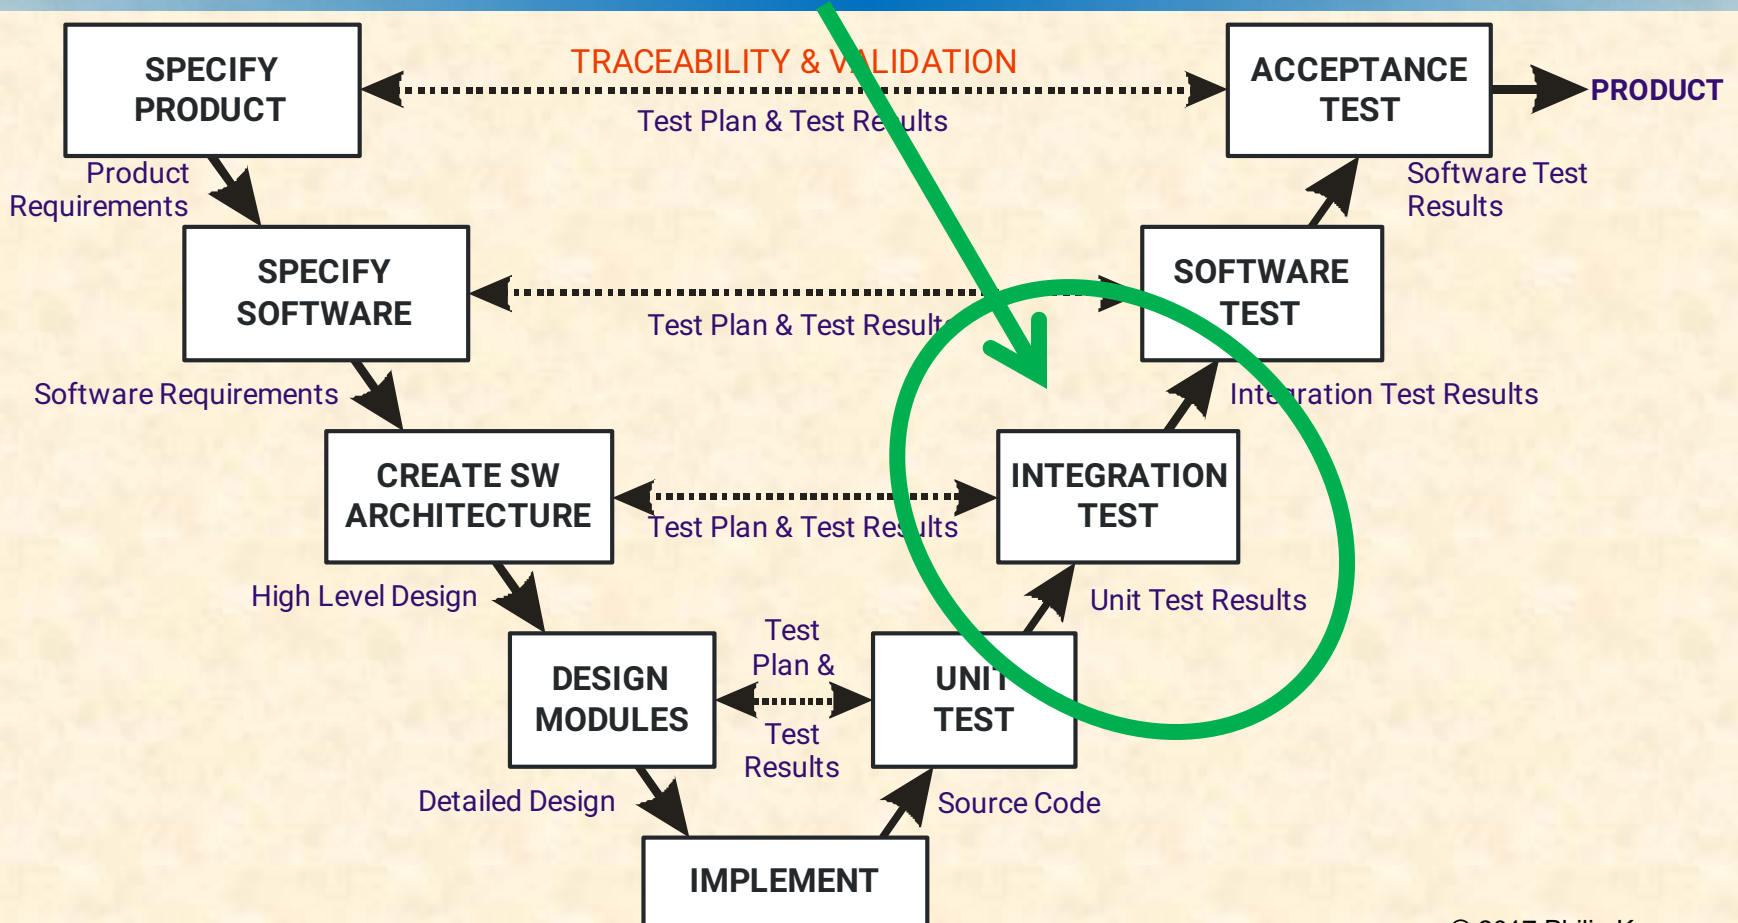 SPECIFY
PRODUCT
TRACEABILITY & VALIDATION
Test Plan & Test Results
ACCEPTANCE
TEST
PRODUCT
Product
Requirements
Software Test
Results
SPECIFY
SOFTWARE
Test Plan & Test Results
SOFTWARE
TEST
Software Requirements
Integration Test Results
CREATE SW
ARCHITECTURE
Test Plan & Test Results
INTEGRATION
TEST
High Level Design
Unit Test Results
DESIGN
MODULES
Test
Plan &
Test
Results
UNIT
TEST
Detailed Design
Source Code
IMPLEMENT